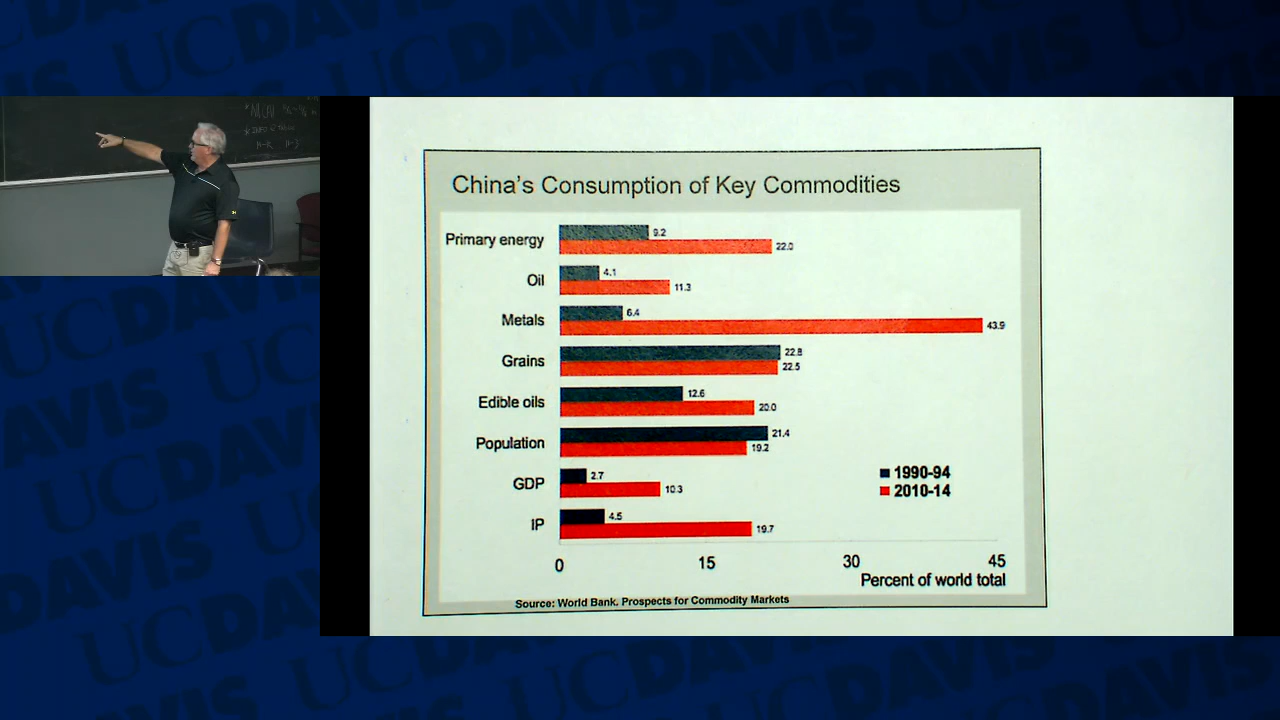 UCDAVIS
China's Consumption of Key Commodities
Primary energy
9.2
22.0
Oil
4.1
11.3
Metals
6.4
43.9
Grains
22.8
22.5
Edible oils
12.6
20.0
Population
21.4
19.2
GDP
2.7
10.3
IP
4.5
19.7
1990-94
2010-14
0 15 30 45
Percent of world total
Source: World Bank. Prospects for Commodity Markets